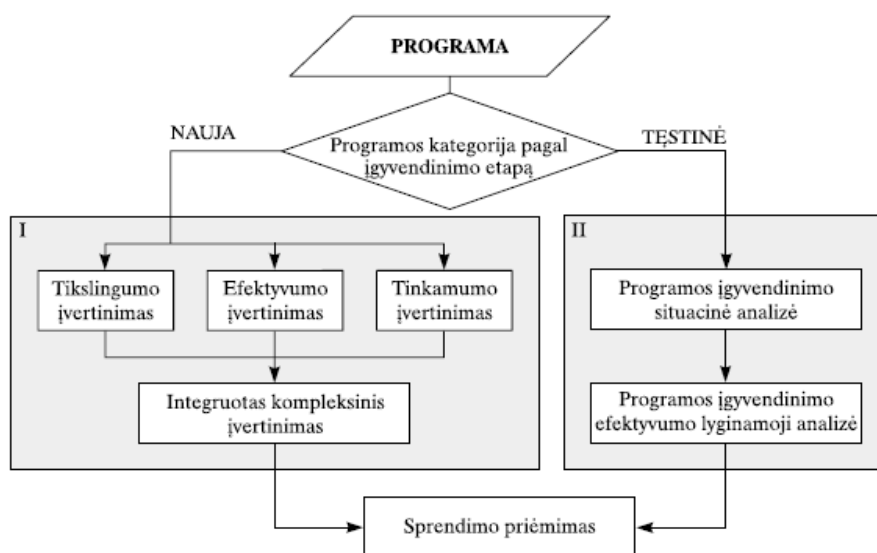 PROGRAMA
NAUJA
TĘSTINĖ
Programos kategorija pagal
įgyvendinimo etapą
I
Tikslingumo
įvertinimas
Efektyvumo
įvertinimas
Tinkamumo
įvertinimas
Integruotas kompleksinis
įvertinimas
II
Programos įgyvendinimo
situacinė analizė
Programos įgyvendinimo
efektyvumo lyginamoji analizė
Sprendimo priėmimas